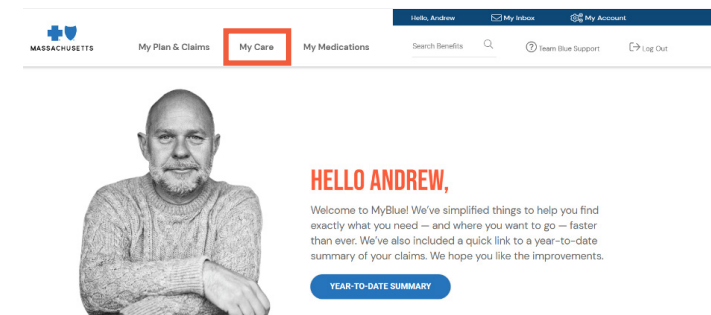 Hello, Andrew My Inbox My Account
MASSACHUSETTS My Plan & Claims My Care My Medications Search Benefits Team Blue Support Log Out
HELLO ANDREW,
Welcome to MyBlue! We've simplified things to help you find
exactly what you need — and where you want to go — faster
than ever. We've also included a quick link to a year-to-date
summary of your claims. We hope you like the improvements.
YEAR-TO-DATE SUMMARY